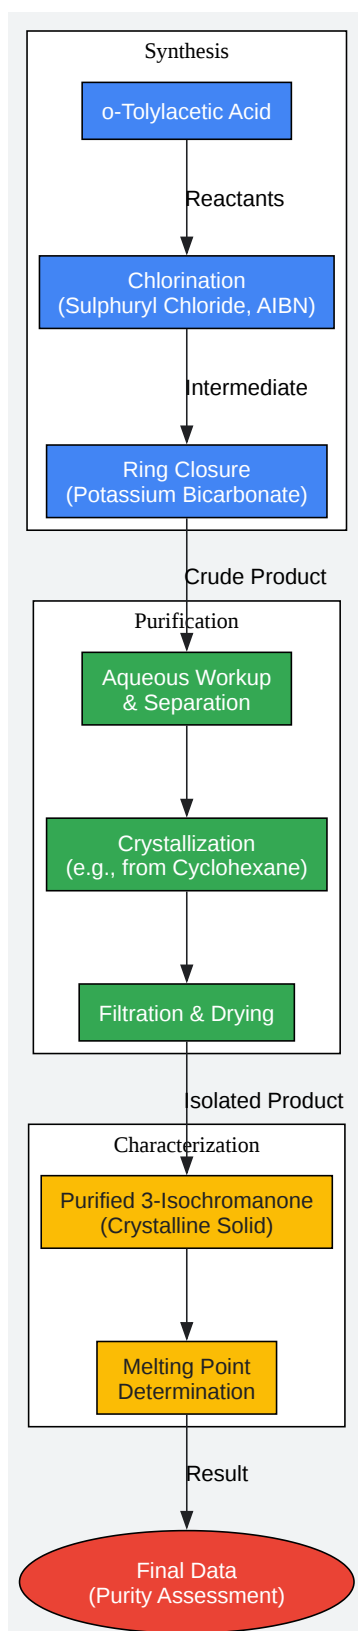 Synthesis
o-Tolylacetic Acid
Reactants
Chlorination
(Sulphuryl Chloride, AIBN)
Intermediate
Ring Closure
(Potassium Bicarbonate)
Crude Product
Purification
Aqueous Workup
& Separation
Crystallization
(e.g., from Cyclohexane)
Filtration & Drying
Isolated Product
Characterization
Purified 3-Isochromanone
(Crystalline Solid)
Melting Point
Determination
Result
Final Data
(Purity Assessment)